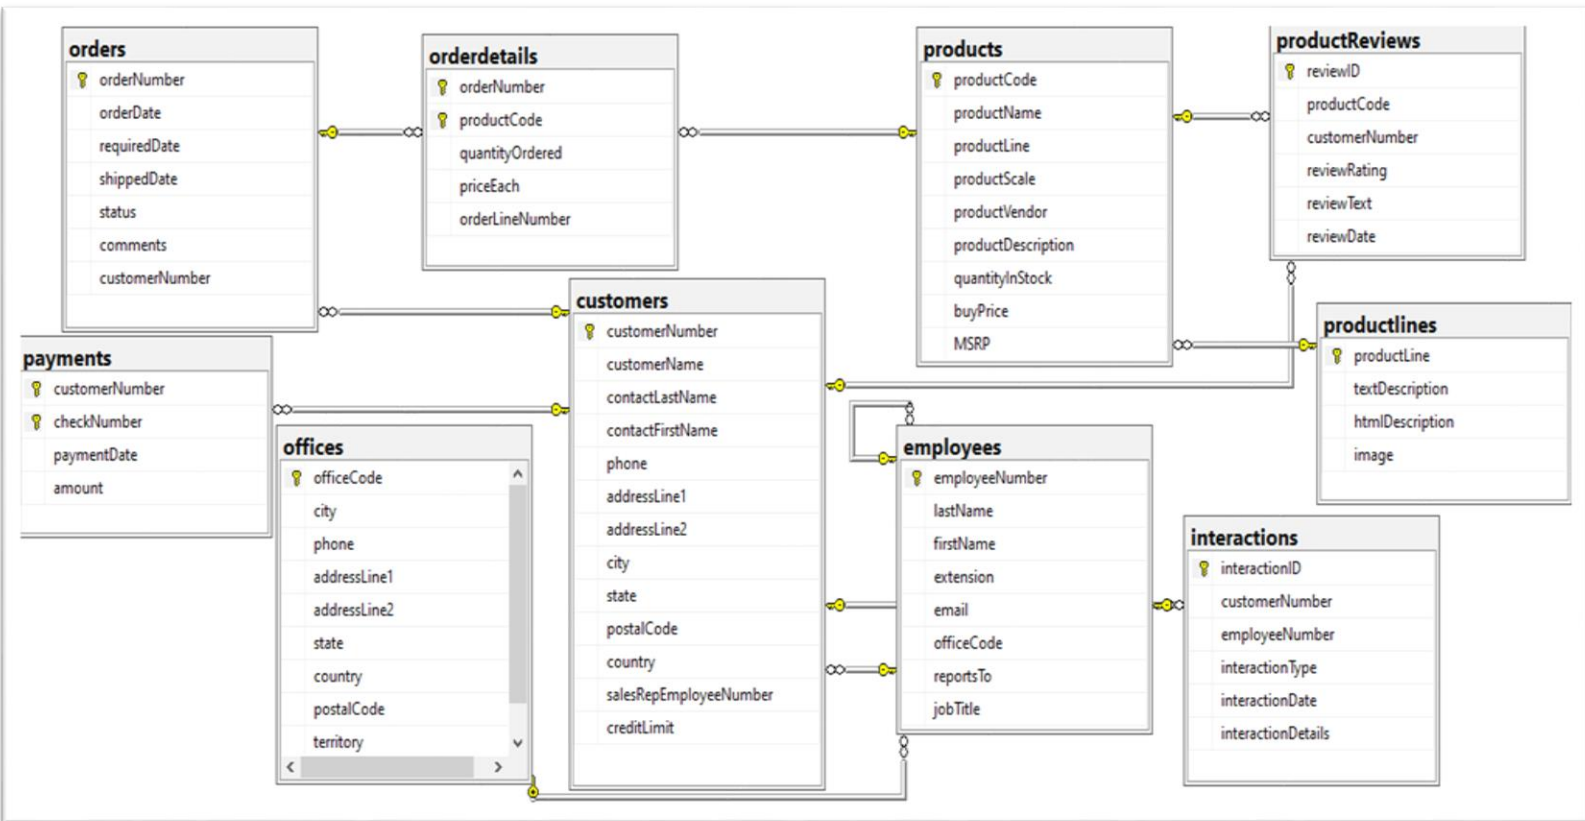 orders
orderNumber
orderDate
requiredDate
shippedDate
status
comments
customerNumber
orderdetails
orderNumber
productCode
quantityOrdered
priceEach
orderLineNumber
products
productCode
productName
productLine
productScale
productVendor
productDescription
quantityInStock
buyPrice
MSRP
productReviews
reviewID
productCode
customerNumber
reviewRating
reviewText
reviewDate
payments
customerNumber
checkNumber
paymentDate
amount
customers
customerNumber
customerName
contactLastName
contactFirstName
phone
addressLine1
addressLine2
city
state
postalCode
country
salesRepEmployeeNumber
creditLimit
productlines
productLine
textDescription
htmlDescription
image
offices
officeCode
city
phone
addressLine1
addressLine2
state
country
postalCode
territory
employees
employeeNumber
lastName
firstName
extension
email
officeCode
reportsTo
jobTitle
interactions
interactionID
customerNumber
employeeNumber
interactionType
interactionDate
interactionDetails